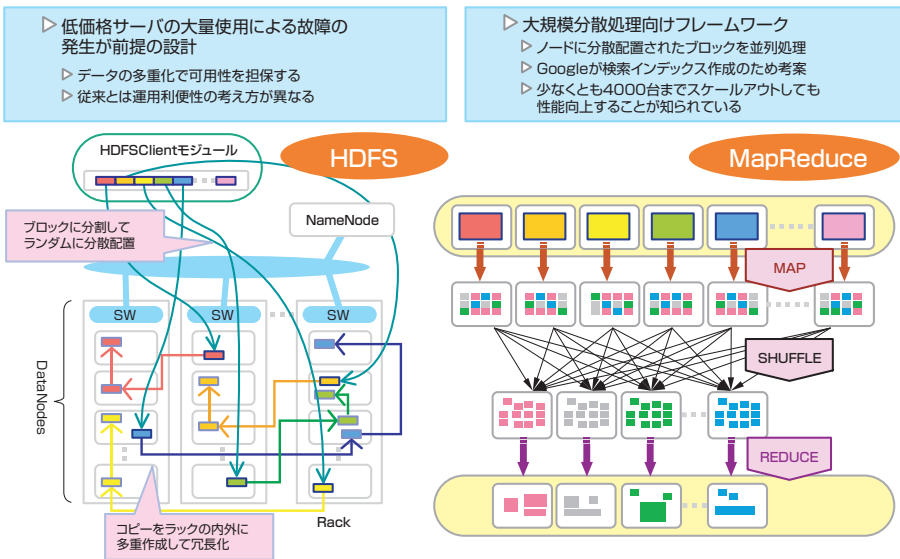 ▷ 低価格サーバの大量使用による故障の
発生が前提の設計
▷ データの多重化で可用性を担保する
▷ 従来とは運用利便性の考え方が異なる
▷ 大規模分散処理向けフレームワーク
▷ ノードに分散配置されたブロックを並列処理
▷ Googleが検索インデックス作成のため考案
▷ 少なくとも4000台までスケールアウトしても
性能向上することが知られている
HDFSClientモジュール
HDFS
NameNode
ブロックに分割して
ランダムに分散配置
SW
SW
SW
DataNodes
Rack
コピーをラックの内外に
多重作成して冗長化
MapReduce
MAP
SHUFFLE
REDUCE